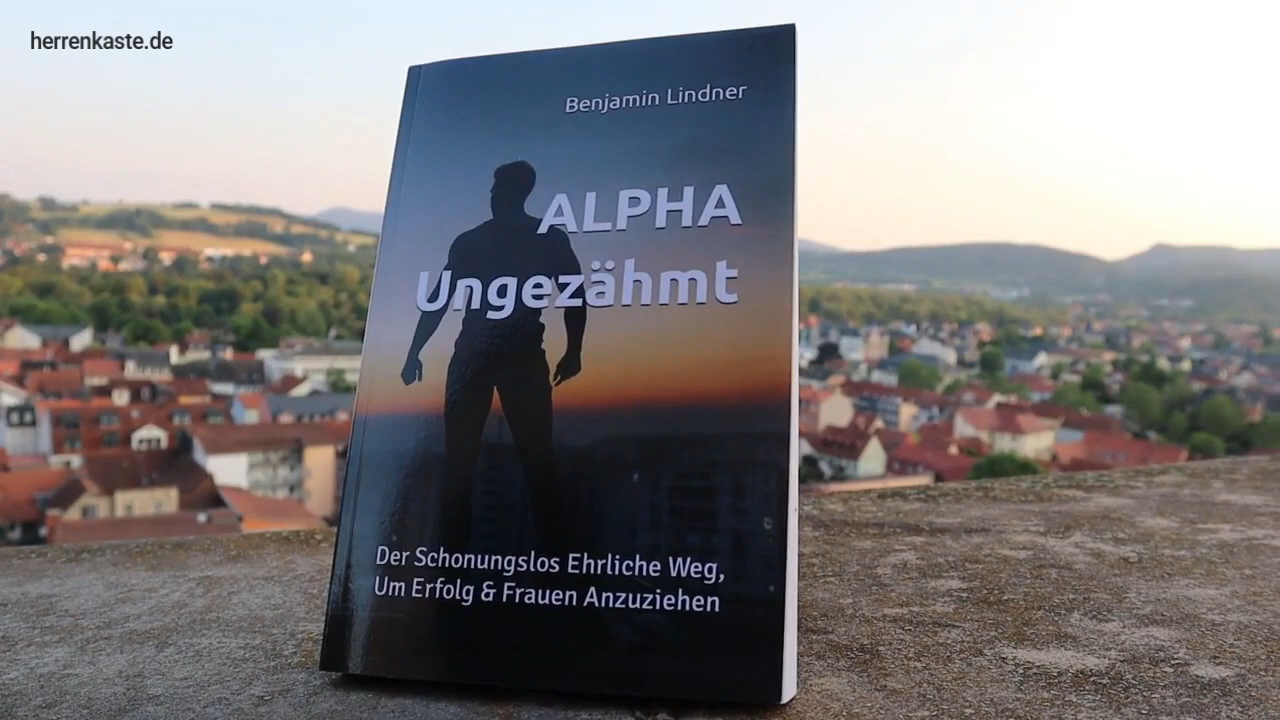 herrenkaste.de
Benjamin Lindner
ALPHA
Ungezähmt
Der Schonungslos Ehrliche Weg,
Um Erfolg & Frauen Anzuziehen